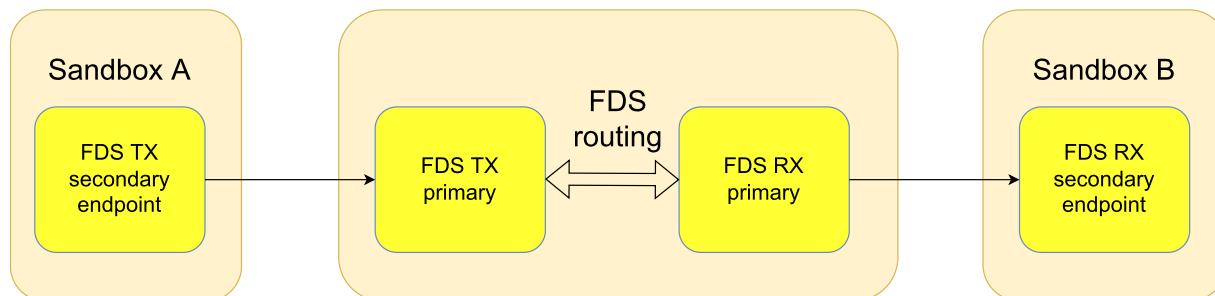 Sandbox A
FDS TX
secondary
endpoint
FDS TX
primary
FDS
routing
FDS RX
primary
Sandbox B
FDS RX
secondary
endpoint